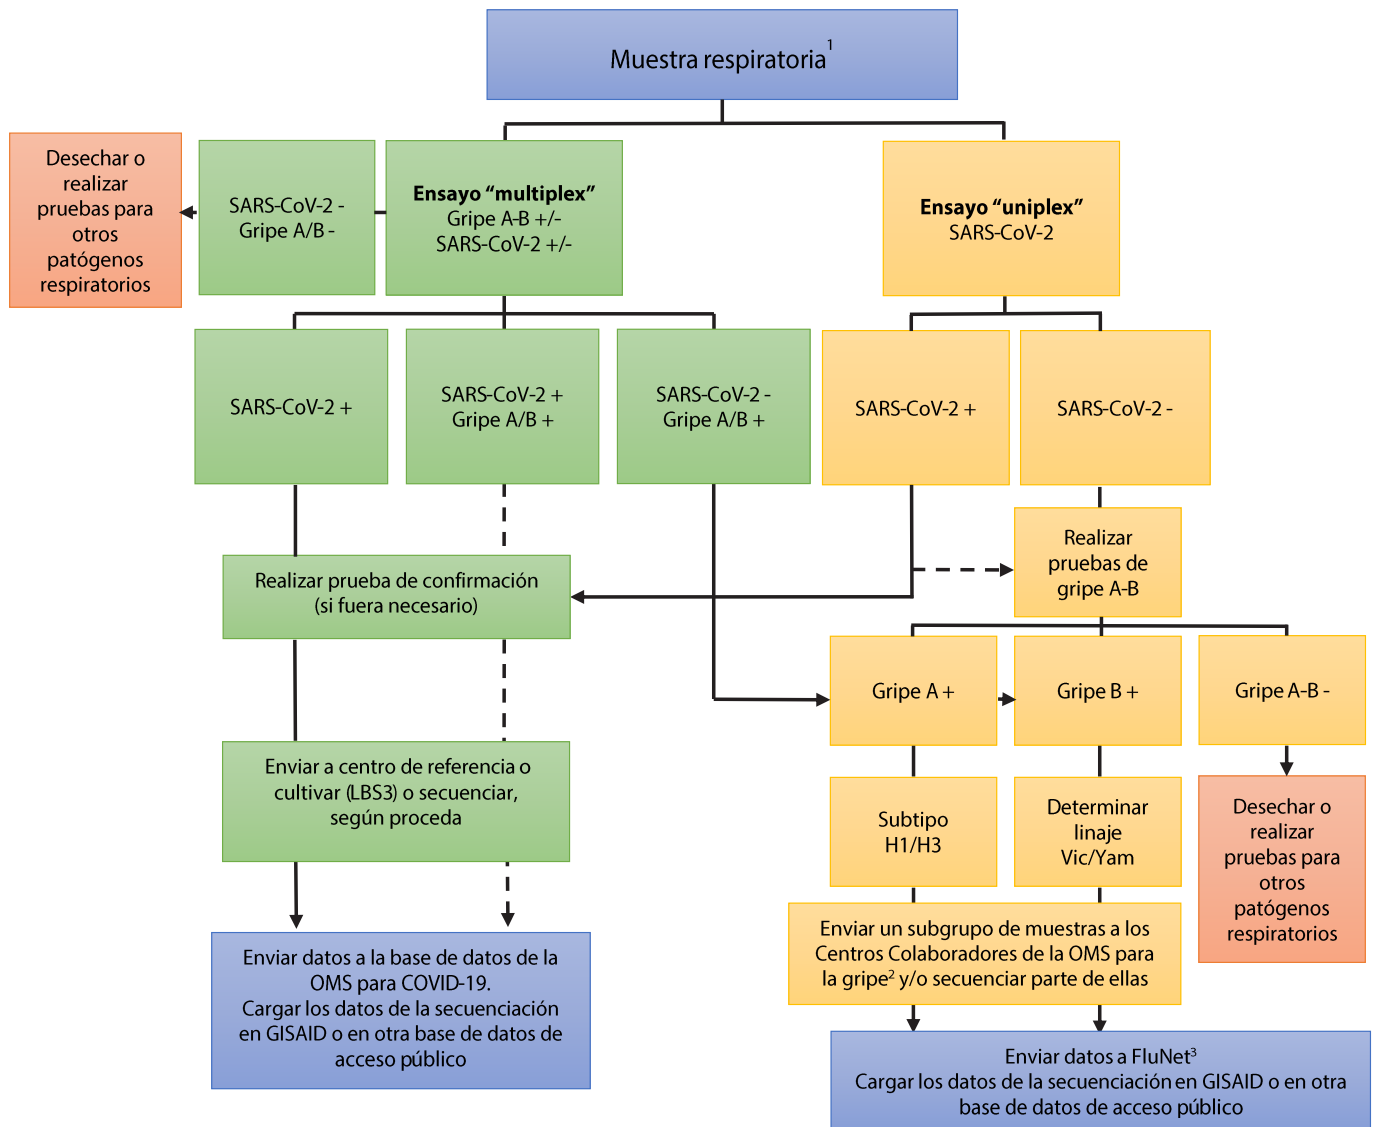 Muestra respiratoria¹
Desechar o
realizar
pruebas para
otros
patógenos
respiratorios
SARS-CoV-2 -
Gripe A/B -
Ensayo “multiplex”
Gripe A-B +/-
SARS-CoV-2 +/-
Ensayo “uniplex”
SARS-CoV-2
SARS-CoV-2 +
SARS-CoV-2 +
Gripe A/B +
SARS-CoV-2 -
Gripe A/B +
SARS-CoV-2 +
SARS-CoV-2 -
Realizar prueba de confirmación
(si fuera necesario)
Realizar
pruebas de
gripe A-B
Gripe A +
Gripe B +
Gripe A-B -
Enviar a centro de referencia o
cultivar (LBS3) o secuenciar,
según proceda
Subtipo
H1/H3
Determinar
linaje
Vic/Yam
Desechar o
realizar
pruebas para
otros
patógenos
respiratorios
Enviar un subgrupo de muestras a los
Centros Colaboradores de la OMS para
la gripe² y/o secuenciar parte de ellas
Enviar datos a la base de datos de la
OMS para COVID-19.
Cargar los datos de la secuenciación
en GISAID o en otra base de datos de
acceso público
Enviar datos a FluNet³
Cargar los datos de la secuenciación en GISAID o en otra
base de datos de acceso público